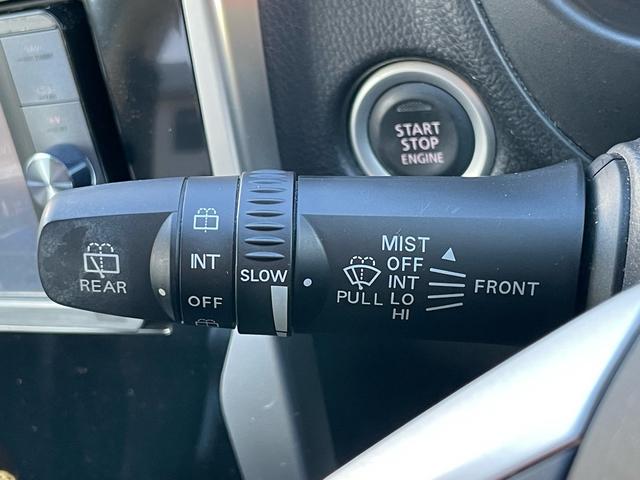 START
STOP
ENGINE
REAR
INT
OFF
SLOW
PULL
MIST
OFF
INT
LO
HI
FRONT